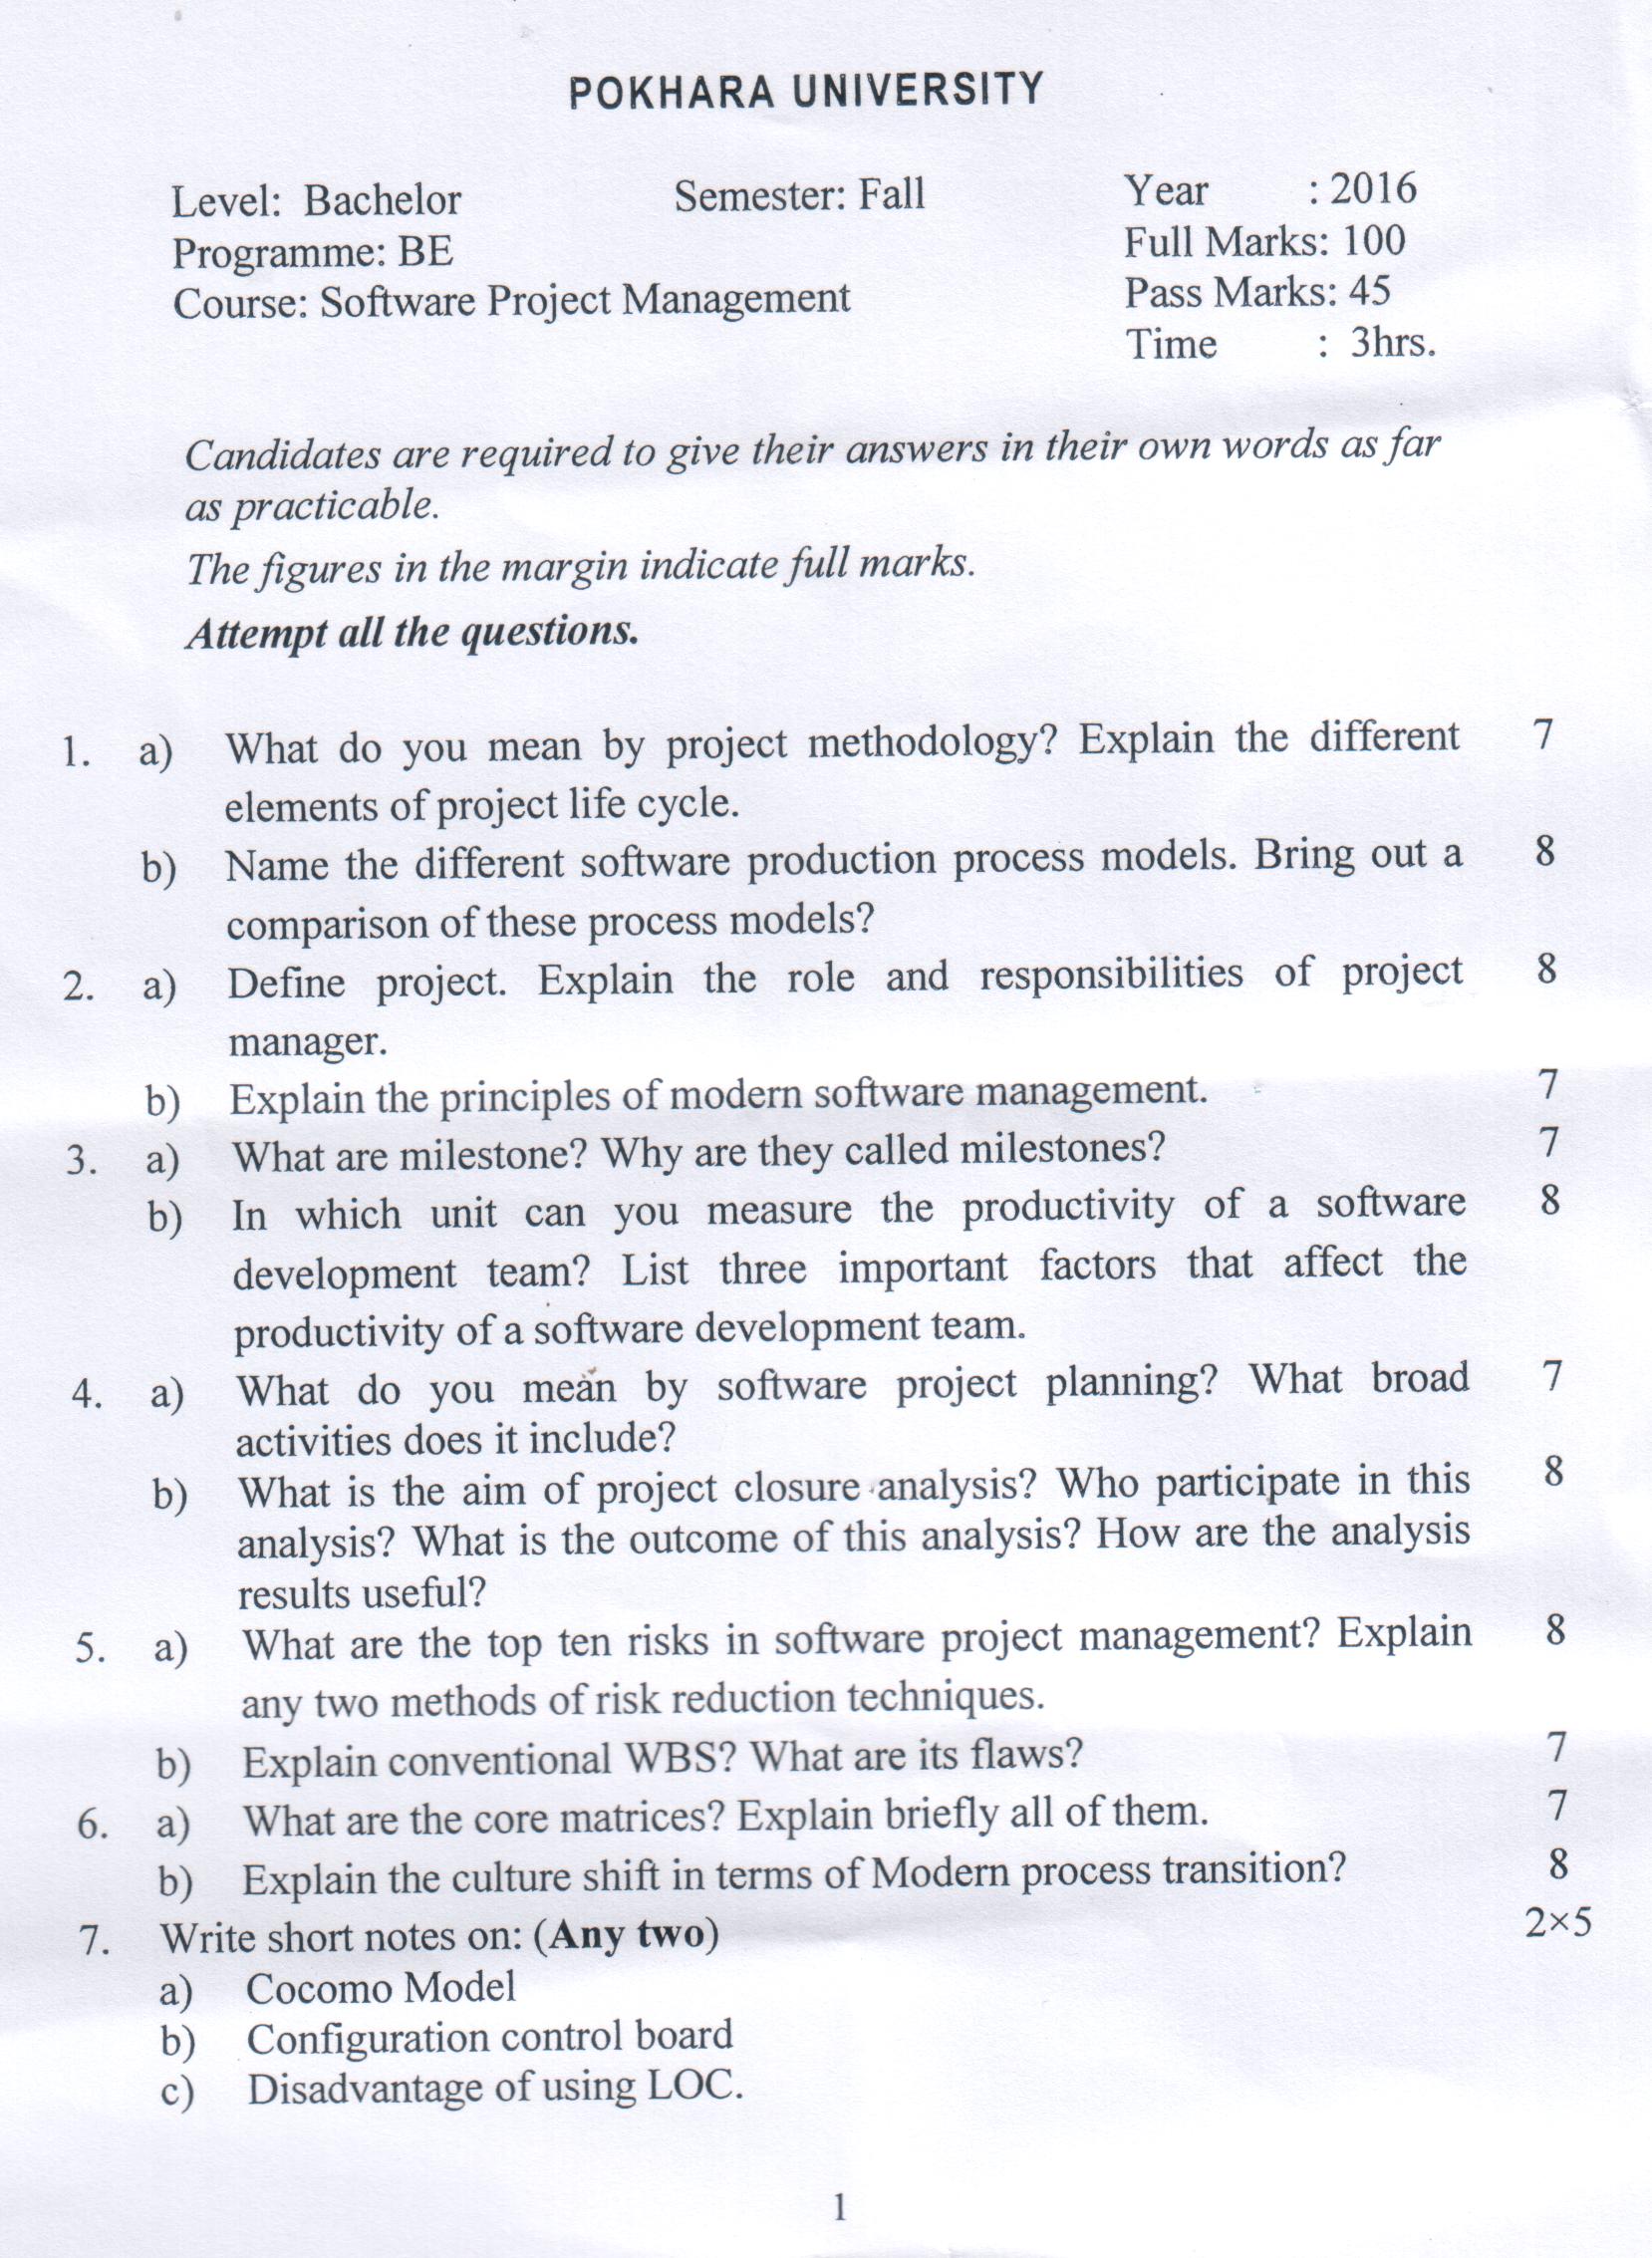 POKHARA UNIVERSITY
Level: Bachelor Semester: Fall Year : 2016
Programme: BE Full Marks: 100
Course: Software Project Management Pass Marks: 45
Time : 3hrs.
Candidates are required to give their answers in their own words as far
as practicable.
The figures in the margin indicate full marks.
Attempt all the questions.
1. a) What do you mean by project methodology? Explain the different 7
elements of project life cycle.
b) Name the different software production process models. Bring out a 8
comparison of these process models?
2. a) Define project. Explain the role and responsibilities of project 8
manager.
b) Explain the principles of modern software management. 7
3. a) What are milestone? Why are they called milestones? 7
b) In which unit can you measure the productivity of a software 8
development team? List three important factors that affect the
productivity of a software development team.
4. a) What do you mean by software project planning? What broad 7
activities does it include?
b) What is the aim of project closure analysis? Who participate in this 8
analysis? What is the outcome of this analysis? How are the analysis
results useful?
5. a) What are the top ten risks in software project management? Explain 8
any two methods of risk reduction techniques.
b) Explain conventional WBS? What are its flaws? 7
6. a) What are the core matrices? Explain briefly all of them. 7
b) Explain the culture shift in terms of Modern process transition? 8
7. Write short notes on: (Any two) 2×5
a) Cocomo Model
b) Configuration control board
c) Disadvantage of using LOC.
1